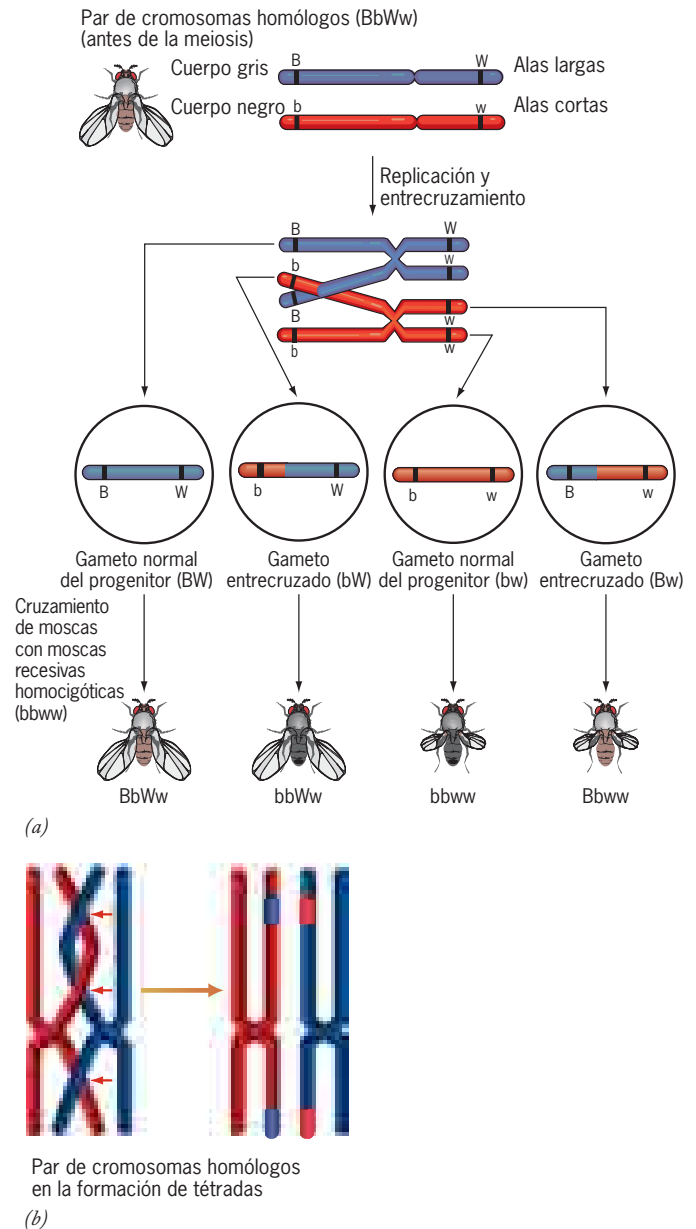 Par de cromosomas homólogos (BbWw)
(antes de la meiosis)
Cuerpo gris
B
W
Alas largas
Cuerpo negro
b
w
Alas cortas
Replicación y
entrecruzamiento
B
W
b
w
B
w
b
w
B
W
b
W
b
w
B
w
Gameto normal
del progenitor (BW)
Gameto
entrecruzado (bW)
Gameto normal
del progenitor (bw)
Gameto
entrecruzado (Bw)
Cruzamiento
de moscas
con moscas
recesivas
homocigóticas
(bbww)
BbWw
bbWw
bbww
Bbww
(a)
Par de cromosomas homólogos
en la formación de tétradas
(b)